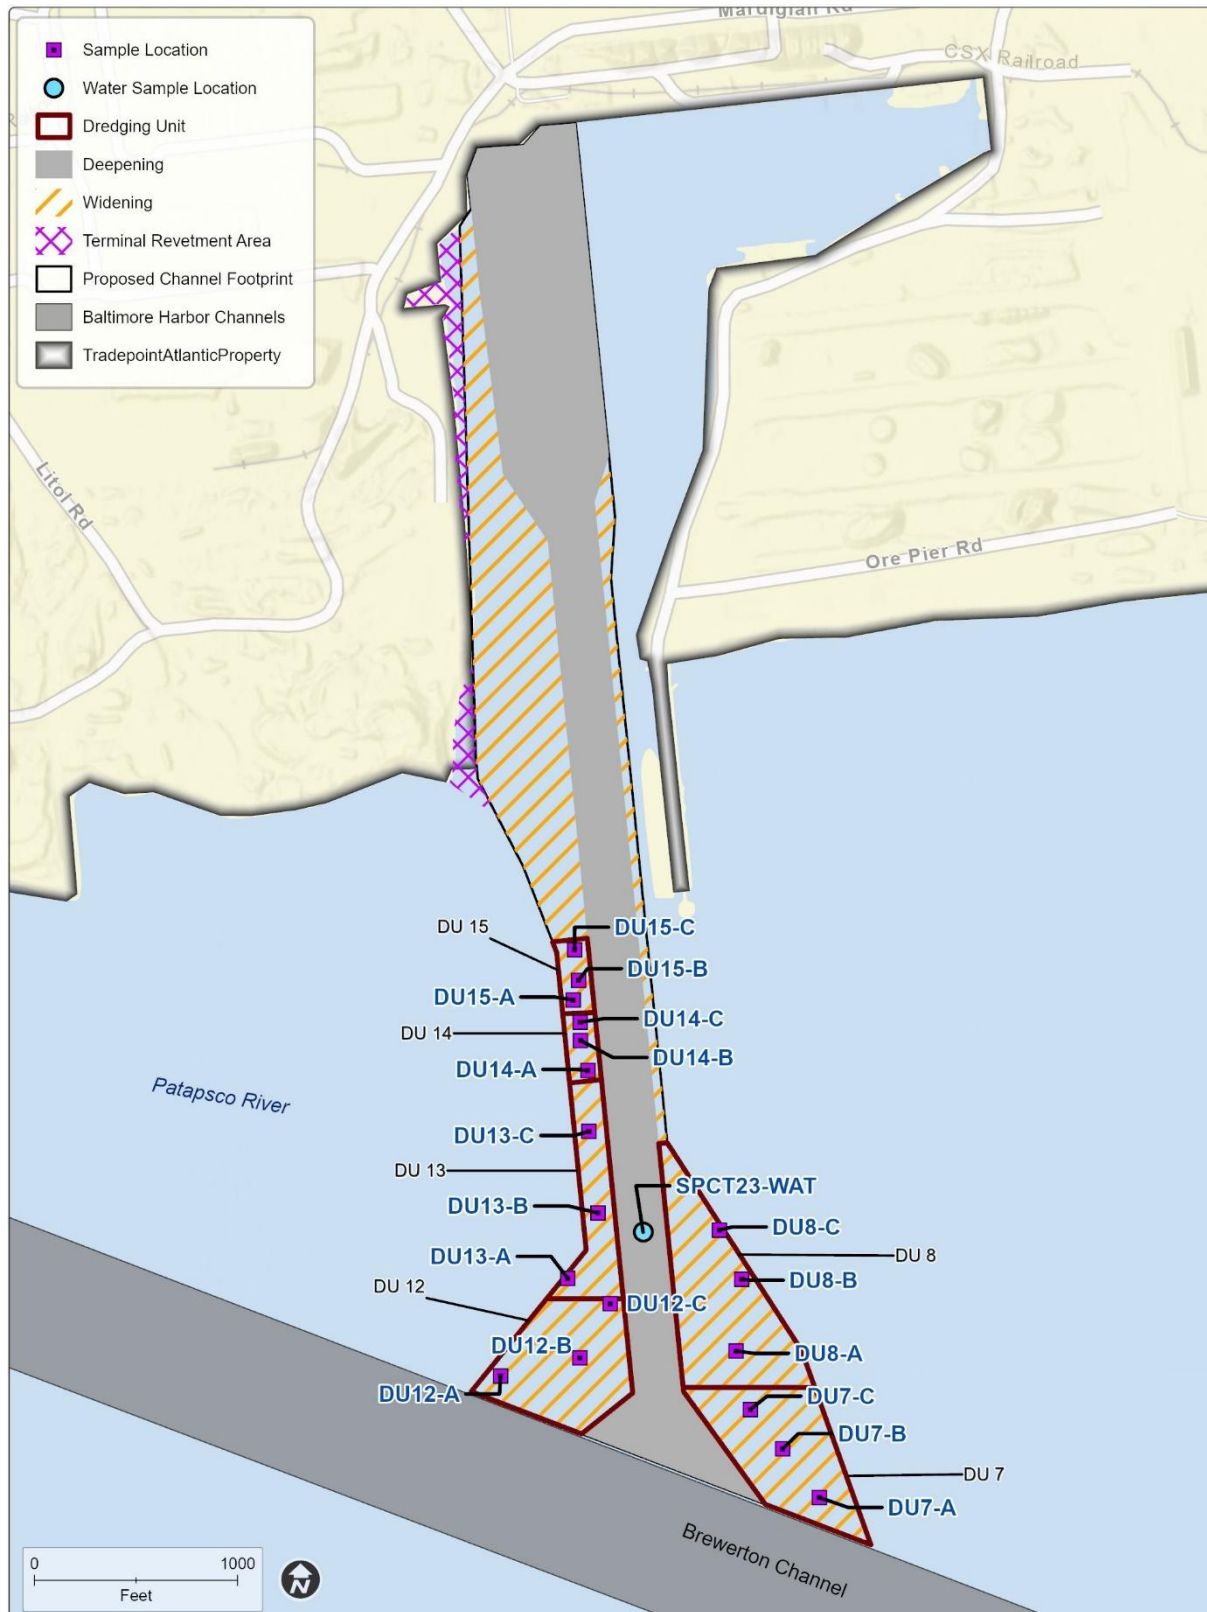 Mardigian Rd
CSX Railroad
Sample Location
Water Sample Location
Dredging Unit
Deepening
Widening
Terminal Revetment Area
Proposed Channel Footprint
Baltimore Harbor Channels
TradepointAtlanticProperty
Litol Rd
Ore Pier Rd
DU 15
DU15-C
DU15-B
DU15-A
DU14-C
DU 14
DU14-B
DU14-A
Patapsco River
DU13-C
DU 13
SPCT23-WAT
DU13-B
DU8-C
DU13-A
DU 8
DU 12
DU8-B
DU12-C
DU12-B
DU8-A
DU12-A
DU7-C
DU7-B
DU 7
DU7-A
Brewerton Channel
0 1000
Feet
N